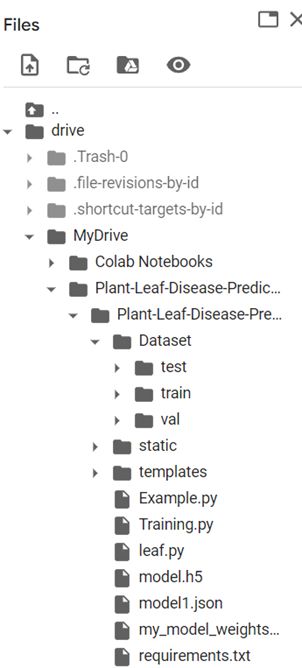 Files
..
drive
.Trash-0
.file-revisions-by-id
.shortcut-targets-by-id
MyDrive
Colab Notebooks
Plant-Leaf-Disease-Predic...
Plant-Leaf-Disease-Pre...
Dataset
test
train
val
static
templates
Example.py
Training.py
leaf.py
model.h5
model1.json
my_model_weights...
requirements.txt